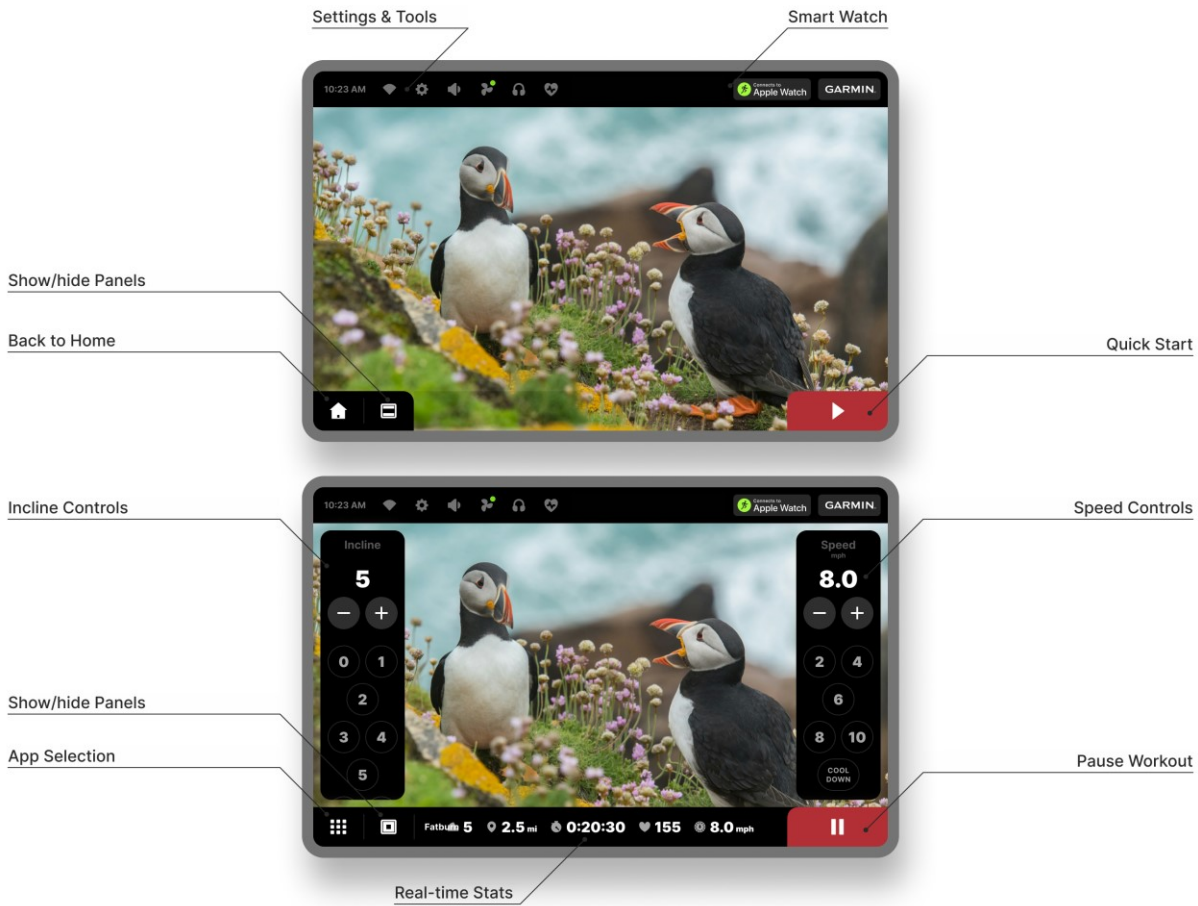 Settings & Tools
Smart Watch
10:23 AM
Connects to
Apple Watch
GARMIN.
Show/hide Panels
Back to Home
Quick Start
10:23 AM
Connects to
Apple Watch
GARMIN.
Incline Controls
Speed Controls
Incline
5
− +
0 1
2
3 4
5
Speed
mph
8.0
− +
2 4
6
8 10
COOL
DOWN
Show/hide Panels
App Selection
Pause Workout
Fatburn 5 2.5 mi 0:20:30 155 8.0 mph
Real-time Stats